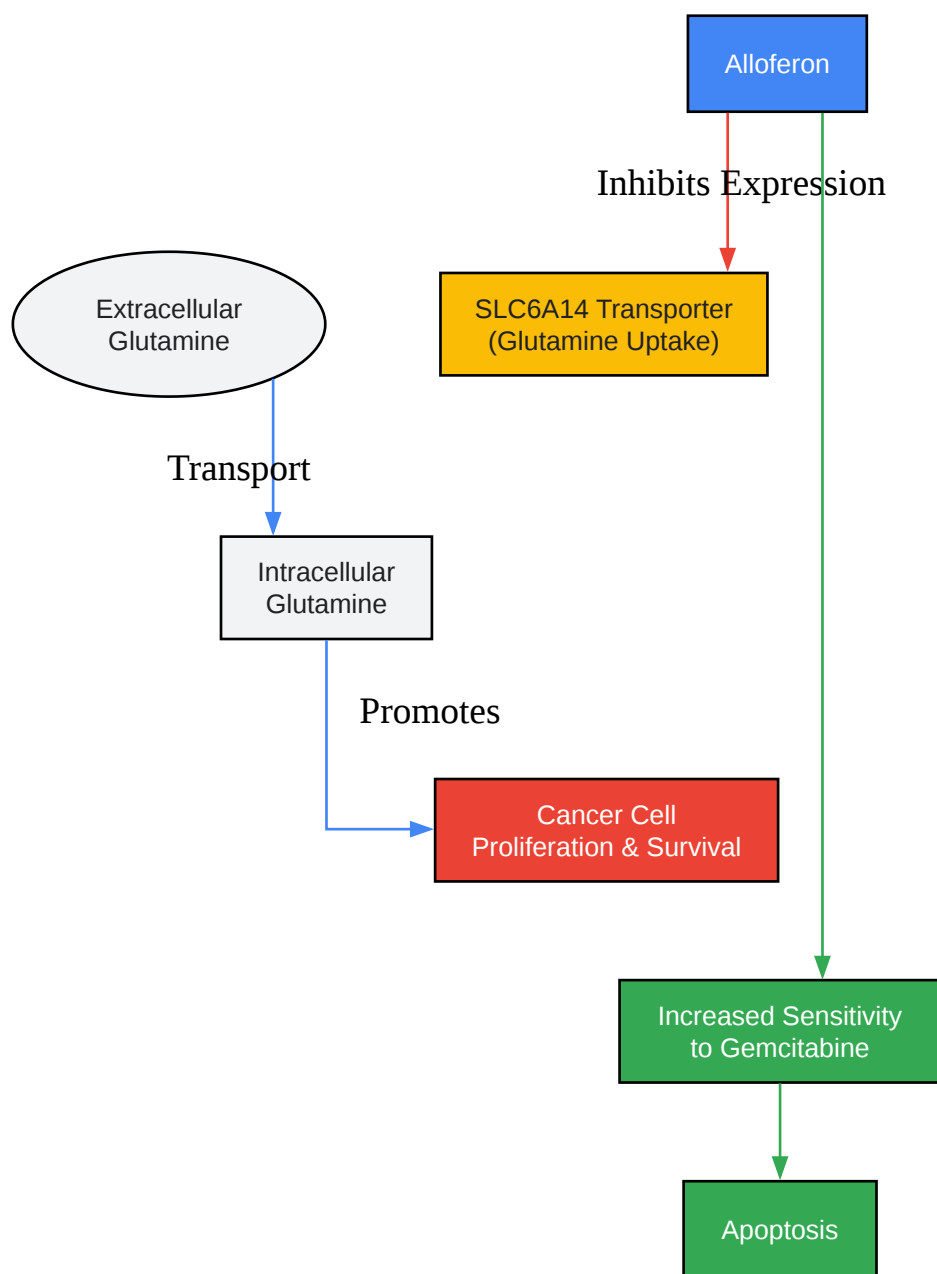 Alloferon
Inhibits Expression
Extracellular
Glutamine
SLC6A14 Transporter
(Glutamine Uptake)
Transport
Intracellular
Glutamine
Promotes
Cancer Cell
Proliferation & Survival
Increased Sensitivity
to Gemcitabine
Apoptosis